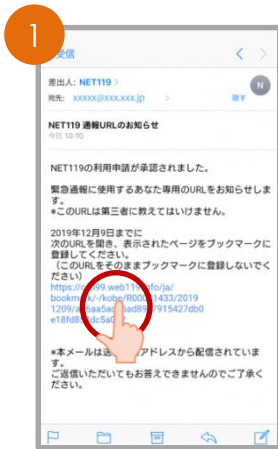 1
受信
差出人: NET119
N
宛先: xxxxx@xxx.xxx.jp
隠す
NET119 通報URLのお知らせ
今日 10:10
NET119の利用申請が承認されました。
緊急通報に使用するあなた専用のURLをお知らせしま
す。
*このURLは第三者に教えてはいけません。
2019年12月9日までに
次のURLを開き、表示されたページをブックマークに
登録してください。
（このURLをそのままブックマークに登録しないでく
ださい）
bookmark/-/kobe/ 1433/2019
1209/
*本メールは アドレスから配信されていま
す。
ご返信いただいてもお答えできませんのでご了承く
ださい。